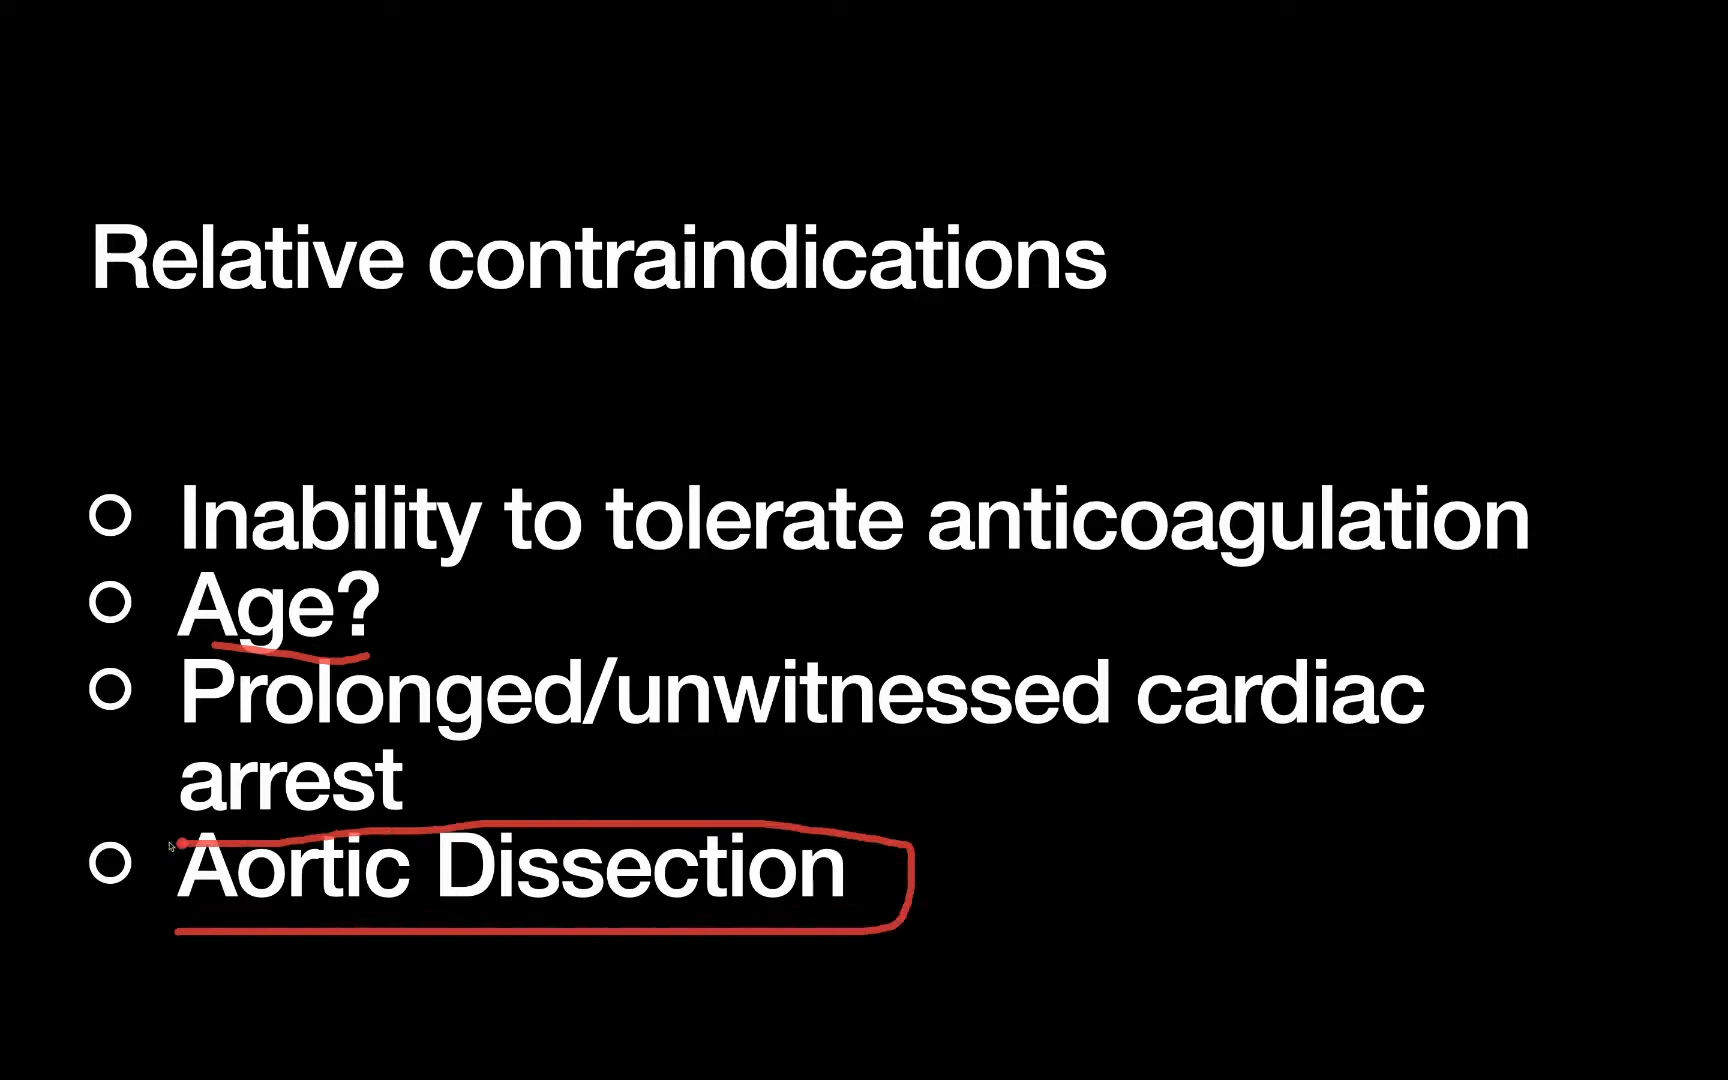 Relative contraindications
Inability to tolerate anticoagulation
Age?
Prolonged/unwitnessed cardiac
arrest
Aortic Dissection